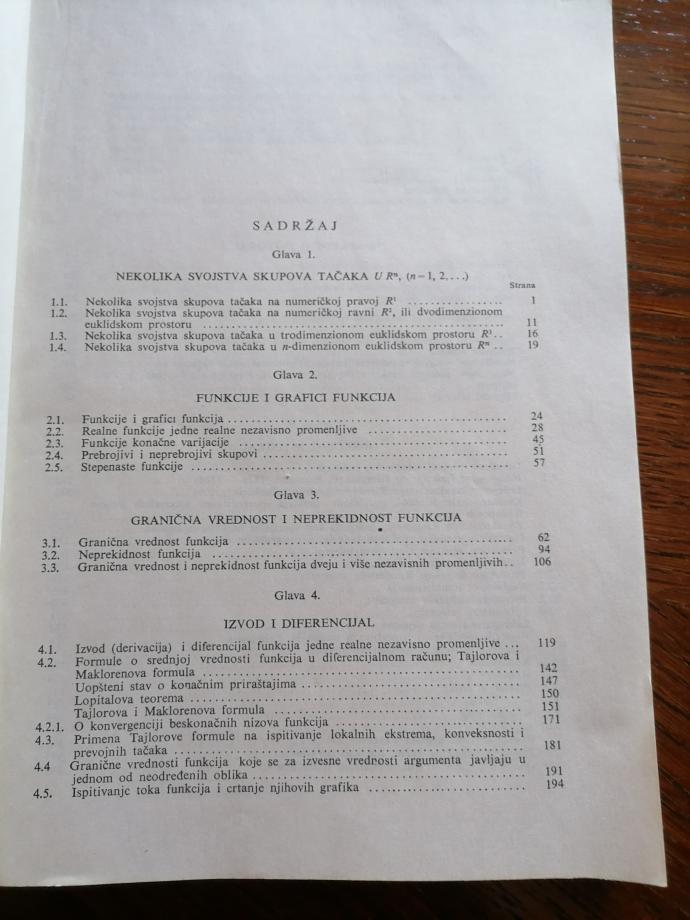 SADRŽAJ
Glava 1.
NEKOLIKA SVOJSTVA SKUPOVA TAČAKA U Rⁿ, (n=1, 2....)
Strana
1.1. Nekolika svojstva skupova tačaka na numeričkoj pravoj R¹ ................ 1
1.2. Nekolika svojstva skupova tačaka na numeričkoj ravni R², ili dvodimenzionom
euklidskom prostoru ................................................ 11
1.3. Nekolika svojstva skupova tačaka u trodimenzionom euklidskom prostoru R³.. 16
1.4. Nekolika svojstva skupova tačaka u n-dimenzionom euklidskom prostoru Rⁿ .. 19
Glava 2.
FUNKCIJE I GRAFICI FUNKCIJA
2.1. Funkcije i grafici funkcija ................................................ 24
2.2. Realne funkcije jedne realne nezavisno promenljive ........................ 28
2.3. Funkcije konačne varijacije ................................................ 45
2.4. Prebrojivi i neprebrojivi skupovi ........................................... 51
2.5. Stepenaste funkcije ...................................................... 57
Glava 3.
GRANIČNA VREDNOST I NEPREKIDNOST FUNKCIJA
3.1. Granična vrednost funkcija ................................................ 62
3.2. Neprekidnost funkcija ..................................................... 94
3.3. Granična vrednost i neprekidnost funkcija dveju i više nezavisnih promenljivih.. 106
Glava 4.
IZVOD I DIFERENCIJAL
4.1. Izvod (derivacija) i diferencijal funkcija jedne realne nezavisno promenljive ... 119
4.2. Formule o srednjoj vrednosti funkcija u diferencijalnom računu; Tajlorova i
Maklorenova formula ..................................................... 142
Uopšteni stav o konačnim priraštajima ...................................... 147
Lopitalova teorema ........................................................ 150
Tajlorova i Maklorenova formula ........................................... 151
4.2.1. O konvergenciji beskonačnih nizova funkcija ............................... 171
4.3. Primena Tajlorove formule na ispitivanje lokalnih ekstrema, konveksnosti i
prevojnih tačaka .......................................................... 181
4.4 Granične vrednosti funkcija koje se za izvesne vrednosti argumenta javljaju u
jednom od neodređenih oblika .............................................. 191
4.5. Ispitivanje toka funkcija i crtanje njihovih grafika ........................... 194